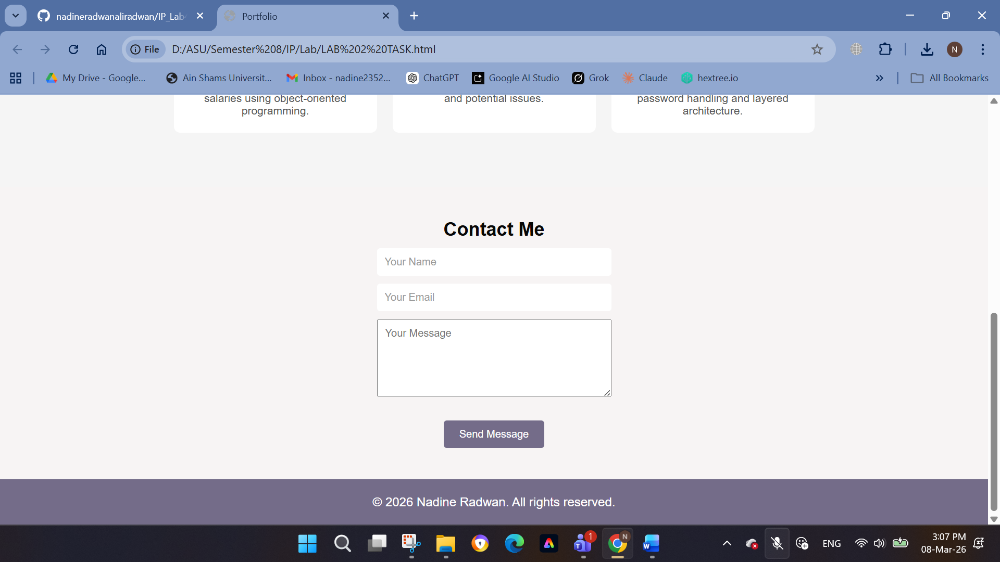 nadineradwanaliradwan/IP_Lab
Portfolio
File
D:/ASU/Semester%208/IP/Lab/LAB%202%20TASK.html
N
My Drive - Google...
Ain Shams Universit...
Inbox - nadine2352...
ChatGPT
Google AI Studio
Grok
Claude
hextree.io
All Bookmarks
salaries using object-oriented
programming.
and potential issues.
password handling and layered
architecture.
Contact Me
Your Name
Your Email
Your Message
Send Message
© 2026 Nadine Radwan. All rights reserved.
1
N
ENG
3:07 PM
08-Mar-26